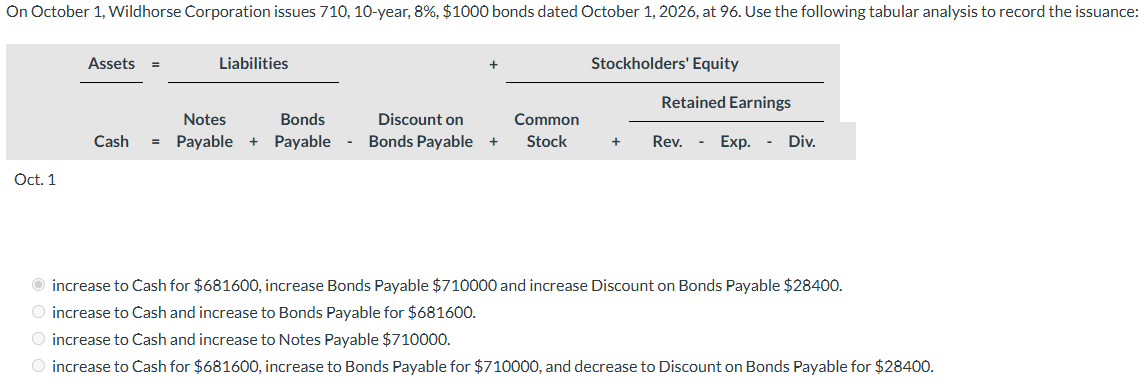 On October 1, Wildhorse Corporation issues 710, 10-year, 8%, $1000 bonds dated October 1, 2026, at 96. Use the following tabular analysis to record the issuance:
Assets = Liabilities + Stockholders' Equity
Retained Earnings
Notes Bonds Discount on Common
Cash = Payable + Payable - Bonds Payable + Stock + Rev. - Exp. - Div.
Oct. 1
increase to Cash for $681600, increase Bonds Payable $710000 and increase Discount on Bonds Payable $28400.
increase to Cash and increase to Bonds Payable for $681600.
increase to Cash and increase to Notes Payable $710000.
increase to Cash for $681600, increase to Bonds Payable for $710000, and decrease to Discount on Bonds Payable for $28400.